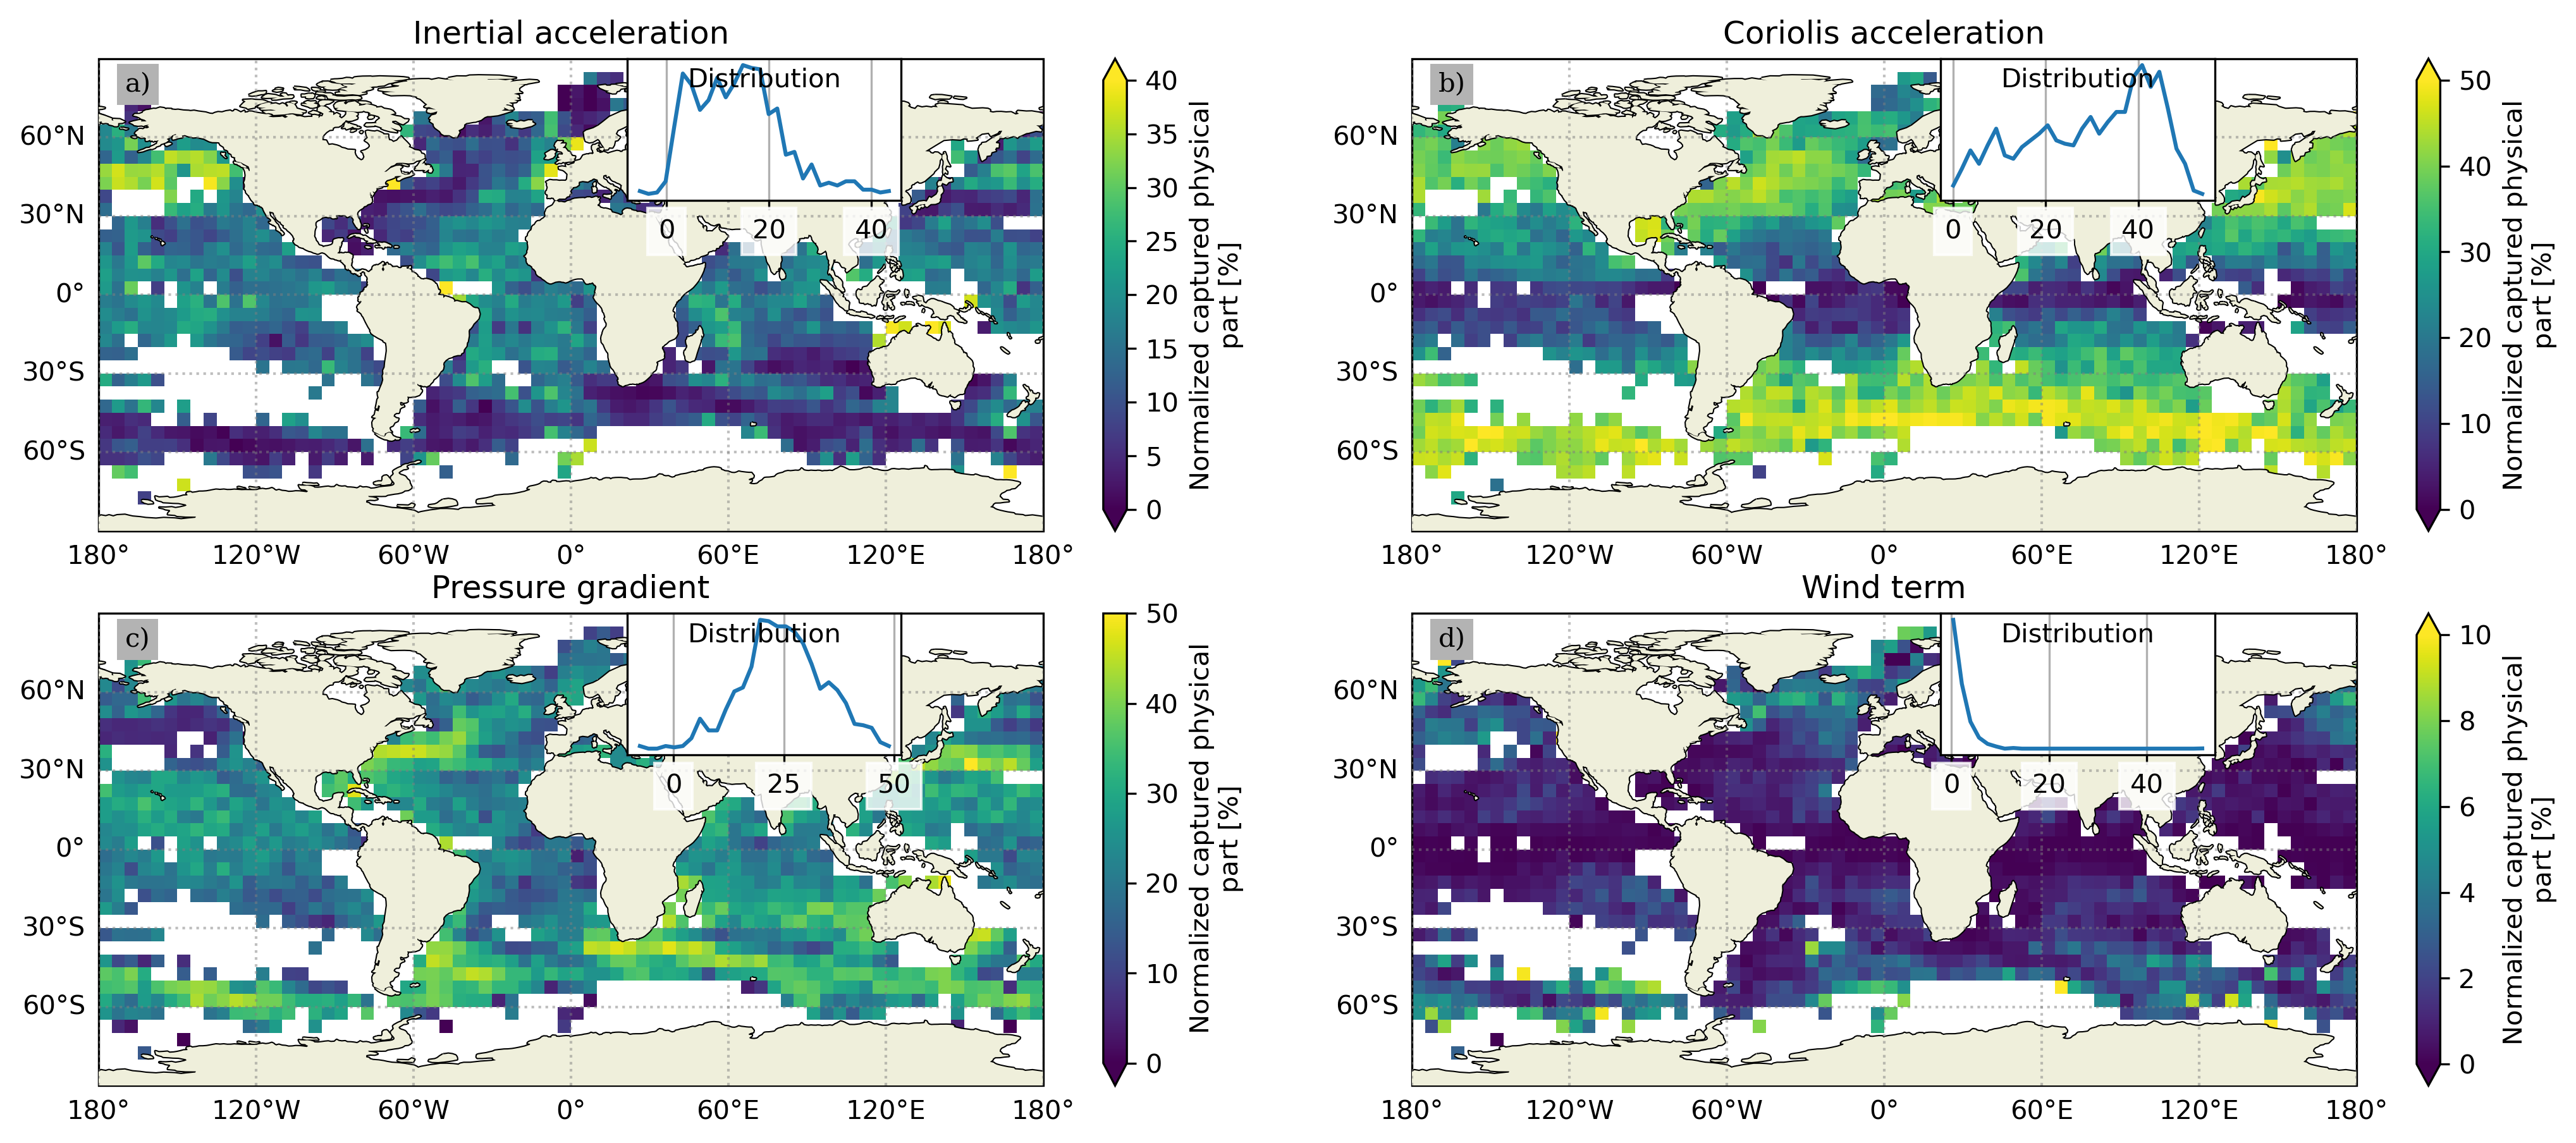 Inertial acceleration
a)
Distribution
0 20 40
60°N
30°N
0°
30°S
60°S
180° 120°W 60°W 0° 60°E 120°E 180°
40
35
30
25
20
15
10
5
0
Normalized captured physical
part [%]
Coriolis acceleration
b)
Distribution
0 20 40
60°N
30°N
0°
30°S
60°S
180° 120°W 60°W 0° 60°E 120°E 180°
50
40
30
20
10
0
Normalized captured physical
part [%]
Pressure gradient
c)
Distribution
0 25 50
60°N
30°N
0°
30°S
60°S
180° 120°W 60°W 0° 60°E 120°E 180°
50
40
30
20
10
0
Normalized captured physical
part [%]
Wind term
d)
Distribution
0 20 40
60°N
30°N
0°
30°S
60°S
180° 120°W 60°W 0° 60°E 120°E 180°
10
8
6
4
2
0
Normalized captured physical
part [%]